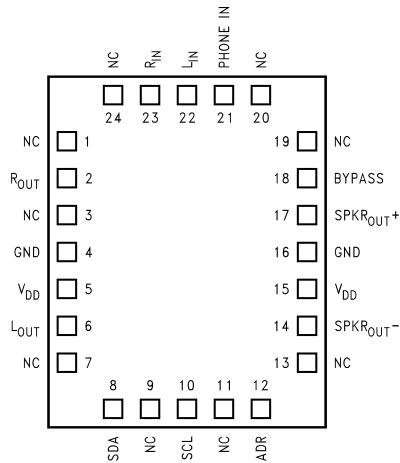 NC R_IN L_IN PHONE IN NC
24 23 22 21 20
NC 1 19 NC
R_OUT 2 18 BYPASS
NC 3 17 SPKR_OUT+
GND 4 16 GND
V_DD 5 15 V_DD
L_OUT 6 14 SPKR_OUT−
NC 7 13 NC
8 9 10 11 12
SDA NC SCL NC ADR